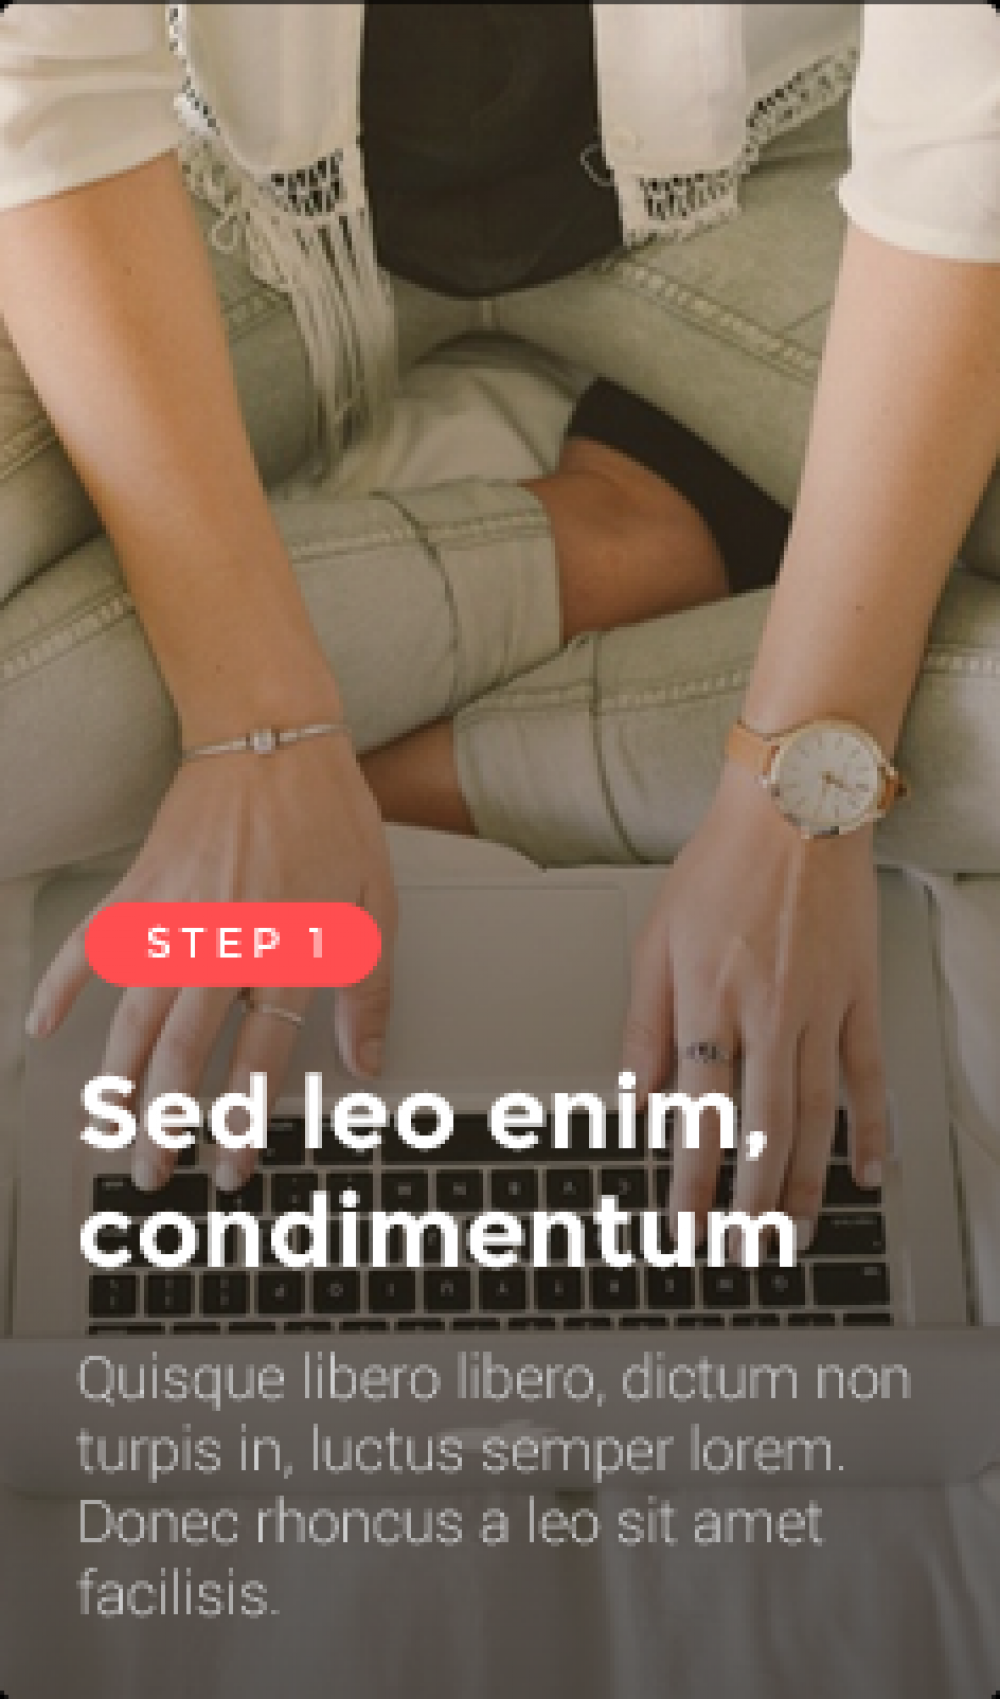 STEP 1
Sed leo enim,
condimentum
Quisque libero libero, dictum non
turpis in, luctus semper lorem.
Donec rhoncus a leo sit amet
facilisis.